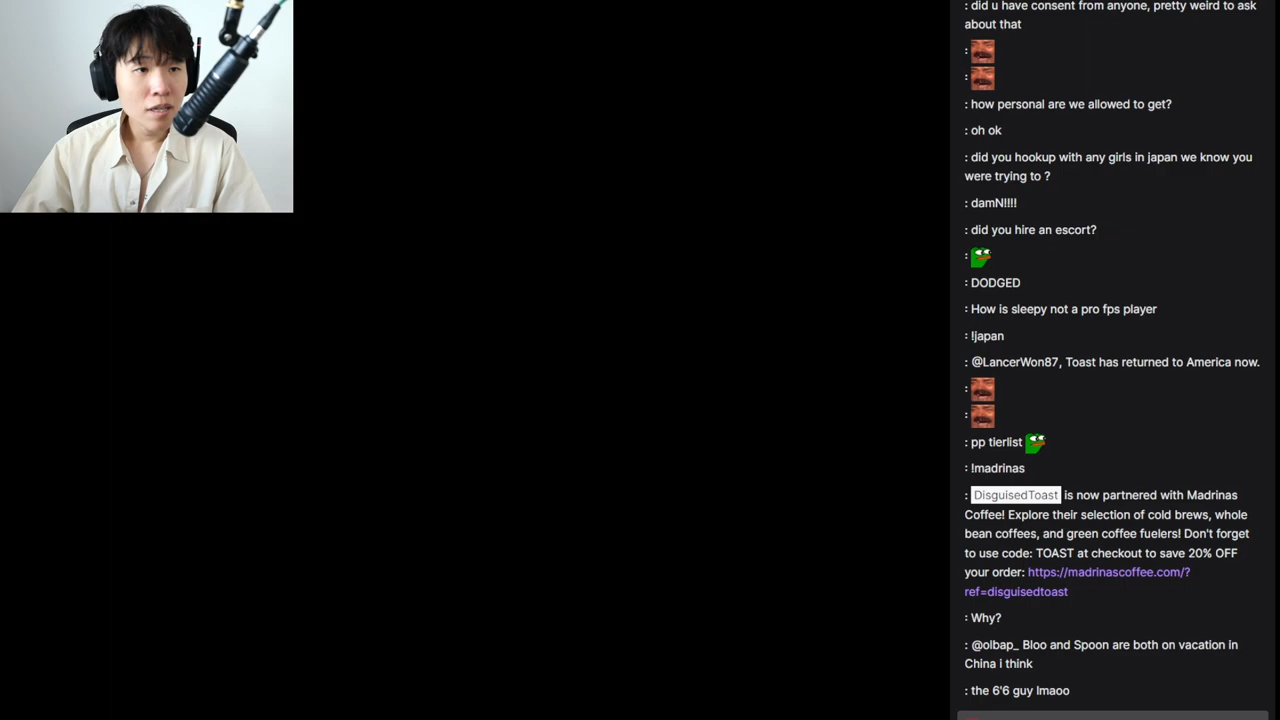 : did u have consent from anyone, pretty weird to ask
about that
:
:
: how personal are we allowed to get?
: oh ok
: did you hookup with any girls in japan we know you
were trying to ?
: damN!!!!
: did you hire an escort?
:
: DODGED
: How is sleepy not a pro fps player
: !japan
: @LancerWon87, Toast has returned to America now.
:
:
: pp tierlist
: !madrinas
: DisguisedToast is now partnered with Madrinas
Coffee! Explore their selection of cold brews, whole
bean coffees, and green coffee fuelers! Don't forget
to use code: TOAST at checkout to save 20% OFF
your order: https://madrinascoffee.com/?
ref=disguisedtoast
: Why?
: @olbap_ Bloo and Spoon are both on vacation in
China i think
: the 6'6 guy lmaoo